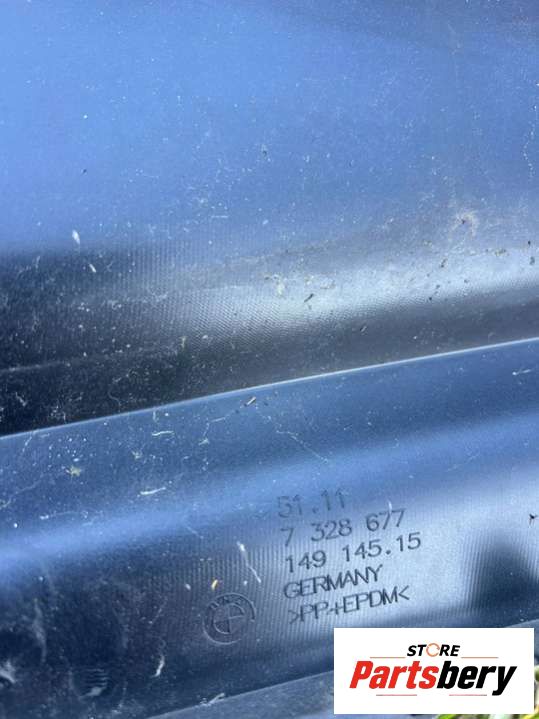 51.11
7 328 677
149 145.15
GERMANY
>PP+EPDM<
STORE
Partsbery